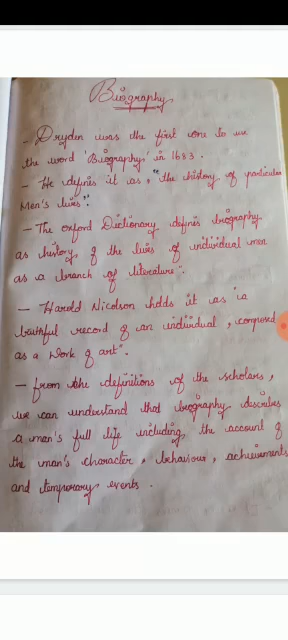 Biography
- Dryden was the first one to use
the word 'Biography' in 1683.
- He defines it as, "the history of particular
Men's lives".
- The oxford Dictionary defines biography
as history of the lives of individual men
as a branch of literature".
- Harold Nicolson holds it as "a
truthful record of an individual, composed
as a work of art".
- from the definitions of the scholars,
we can understand that biography describes
a man's full life including the account of
the man's character, behaviour, achievements
and temporary events.